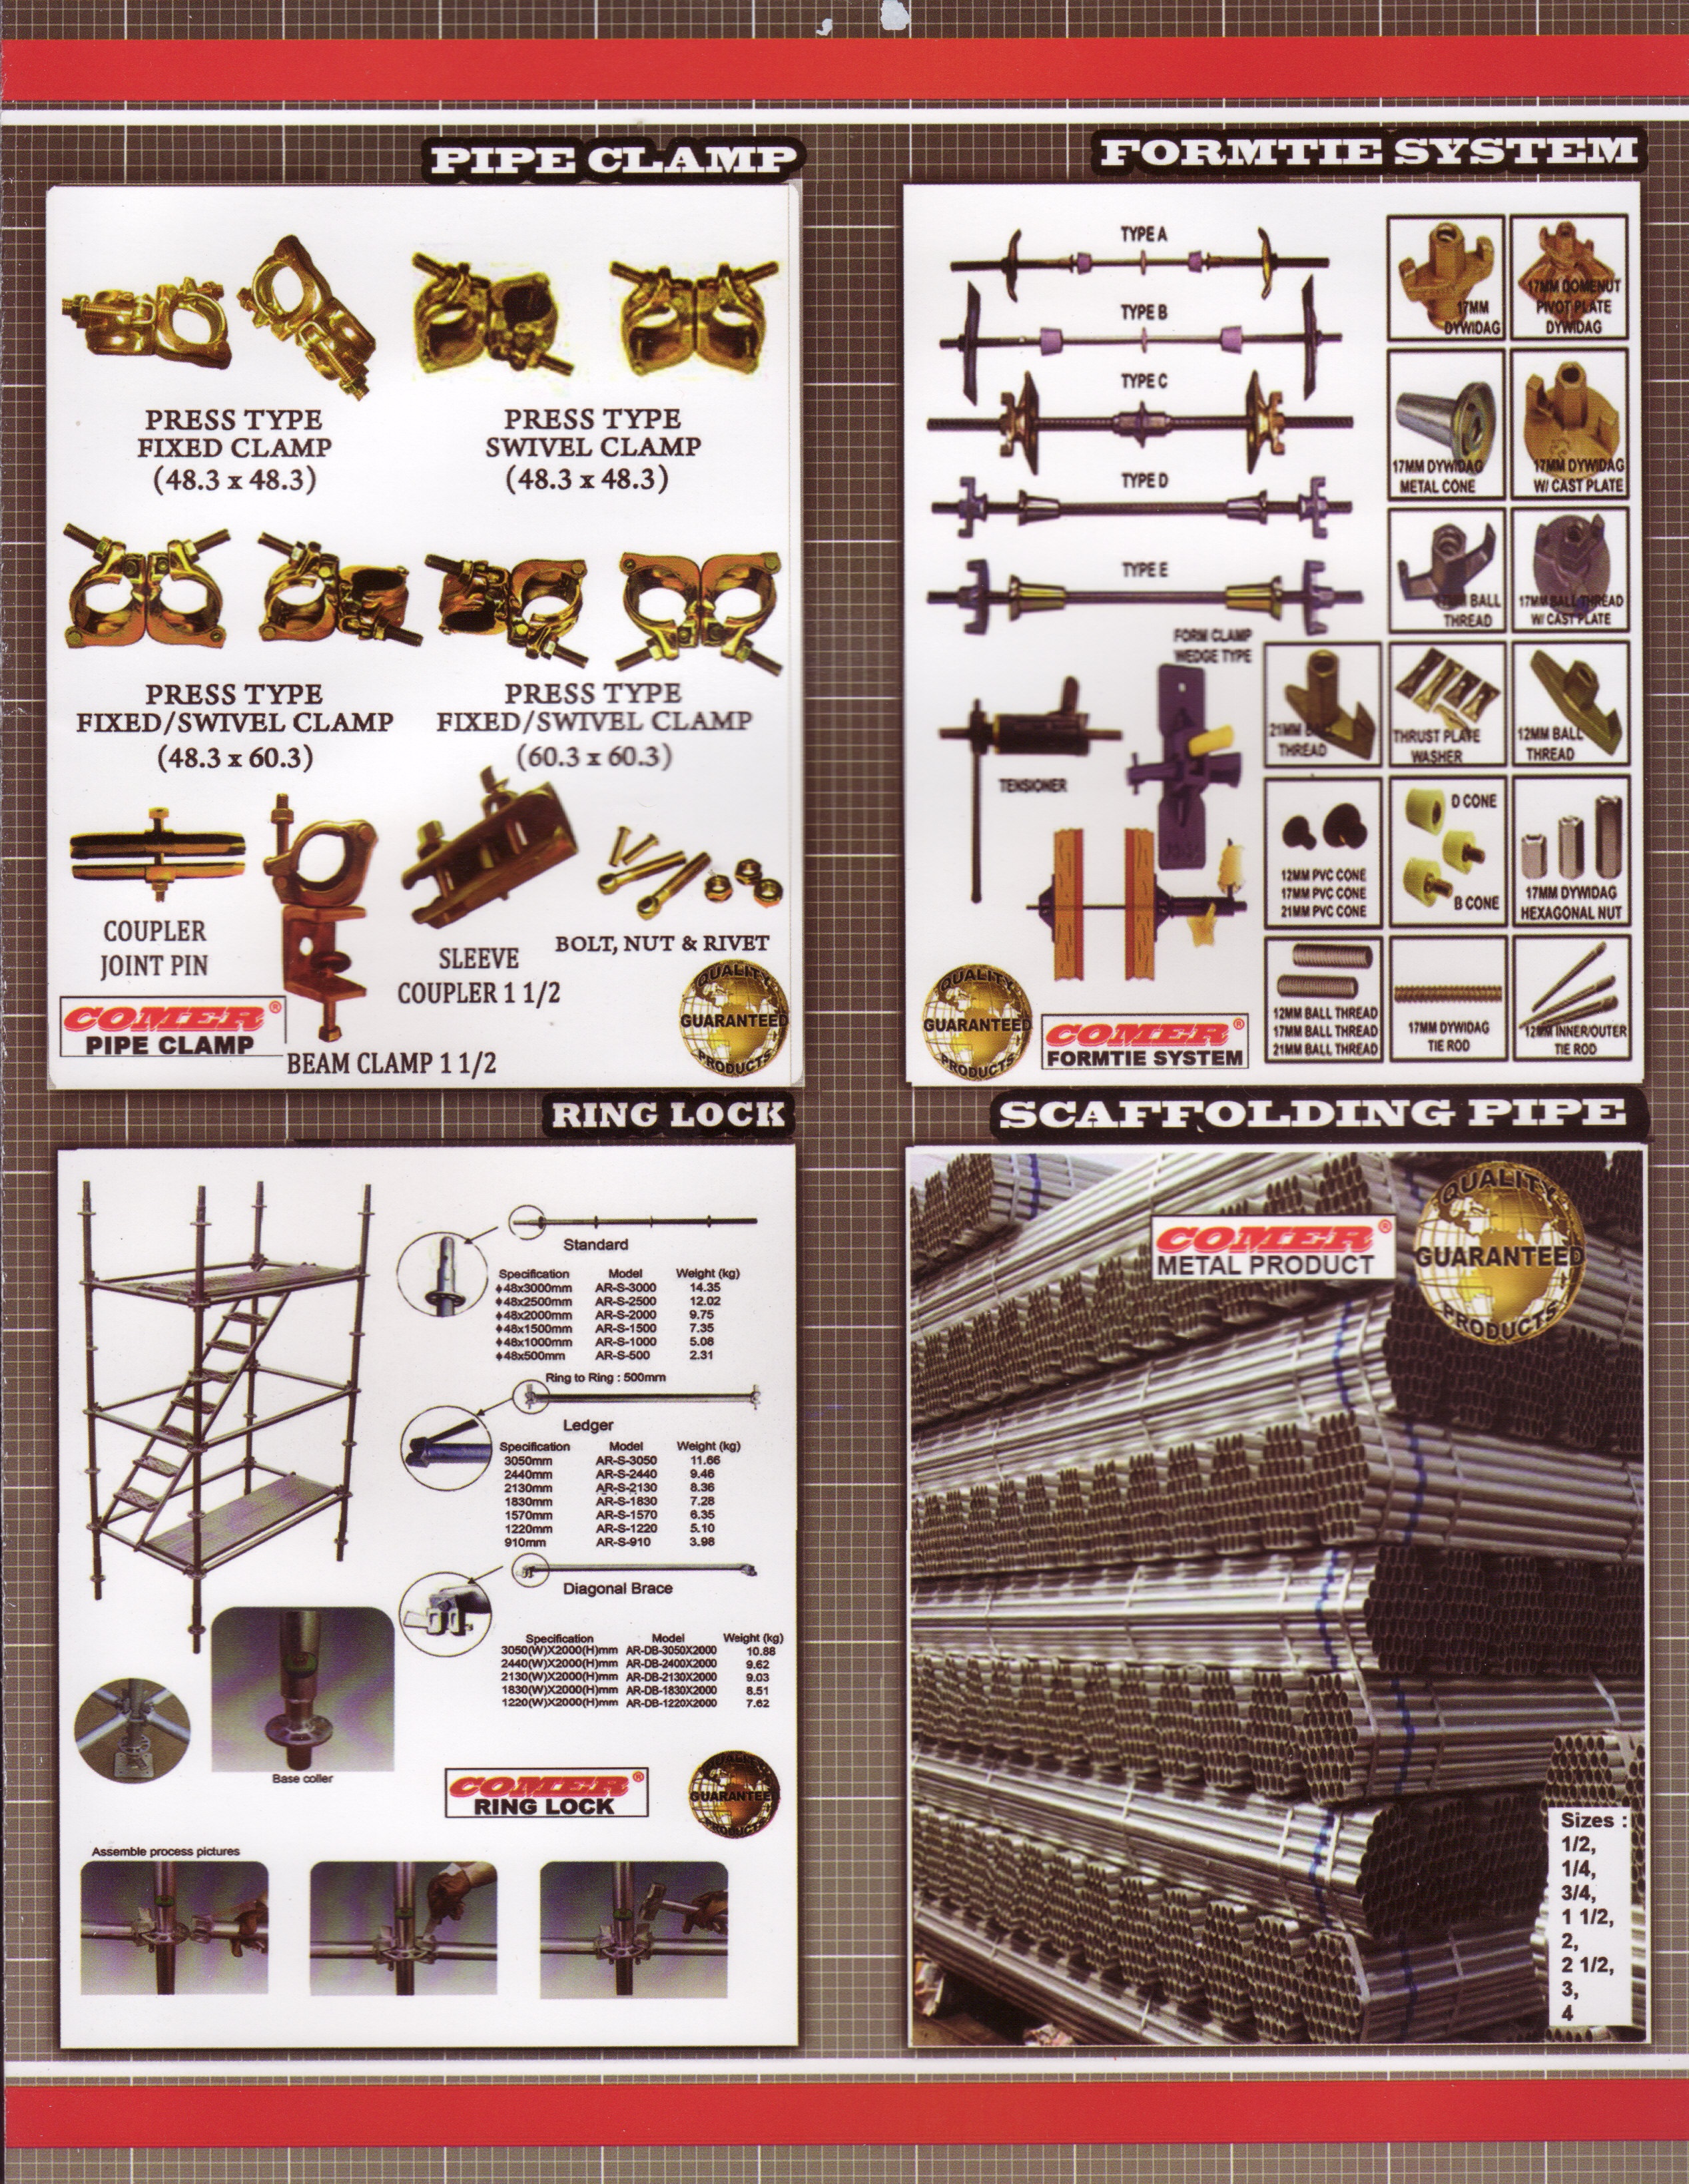 PIPE CLAMP
PRESS TYPE
FIXED CLAMP
(48.3 x 48.3)
PRESS TYPE
SWIVEL CLAMP
(48.3 x 48.3)
PRESS TYPE
FIXED/SWIVEL CLAMP
(48.3 x 60.3)
PRESS TYPE
FIXED/SWIVEL CLAMP
(60.3 x 60.3)
COUPLER
JOINT PIN
SLEEVE
COUPLER 1 1/2
BOLT, NUT & RIVET
BEAM CLAMP 1 1/2
COMER®
PIPE CLAMP
QUALITY
GUARANTEED
PRODUCTS
FORMTIE SYSTEM
TYPE A
TYPE B
TYPE C
TYPE D
TYPE E
FORM CLAMP
WEDGE TYPE
TENSIONER
17MM
DYWIDAG
17MM DOMENUT
PIVOT PLATE
DYWIDAG
17MM DYWIDAG
METAL CONE
17MM DYWIDAG
W/ CAST PLATE
17MM BALL
THREAD
17MM BALL THREAD
W/ CAST PLATE
21MM BALL
THREAD
THRUST PLATE
WASHER
12MM BALL
THREAD
12MM PVC CONE
17MM PVC CONE
21MM PVC CONE
D CONE
B CONE
17MM DYWIDAG
HEXAGONAL NUT
12MM BALL THREAD
17MM BALL THREAD
21MM BALL THREAD
17MM DYWIDAG
TIE ROD
12MM INNER/OUTER
TIE ROD
QUALITY
GUARANTEED
PRODUCTS
COMER®
FORMTIE SYSTEM
RING LOCK
Standard
Specification Model Weight (kg)
♦48x3000mm AR-S-3000 14.35
♦48x2500mm AR-S-2500 12.02
♦48x2000mm AR-S-2000 9.75
♦48x1500mm AR-S-1500 7.35
♦48x1000mm AR-S-1000 5.08
♦48x500mm AR-S-500 2.31
Ring to Ring : 500mm
Ledger
Specification Model Weight (kg)
3050mm AR-S-3050 11.66
2440mm AR-S-2440 9.46
2130mm AR-S-2130 8.36
1830mm AR-S-1830 7.28
1570mm AR-S-1570 6.35
1220mm AR-S-1220 5.10
910mm AR-S-910 3.98
Diagonal Brace
Specification Model Weight (kg)
3050(W)X2000(H)mm AR-DB-3050X2000 10.88
2440(W)X2000(H)mm AR-DB-2400X2000 9.62
2130(W)X2000(H)mm AR-DB-2130X2000 9.03
1830(W)X2000(H)mm AR-DB-1830X2000 8.51
1220(W)X2000(H)mm AR-DB-1220X2000 7.62
Base coller
COMER®
RING LOCK
QUALITY
GUARANTEED
PRODUCTS
Assemble process pictures
SCAFFOLDING PIPE
COMER®
METAL PRODUCT
QUALITY
GUARANTEED
PRODUCTS
Sizes :
1/2,
1/4,
3/4,
1 1/2,
2,
2 1/2,
3,
4